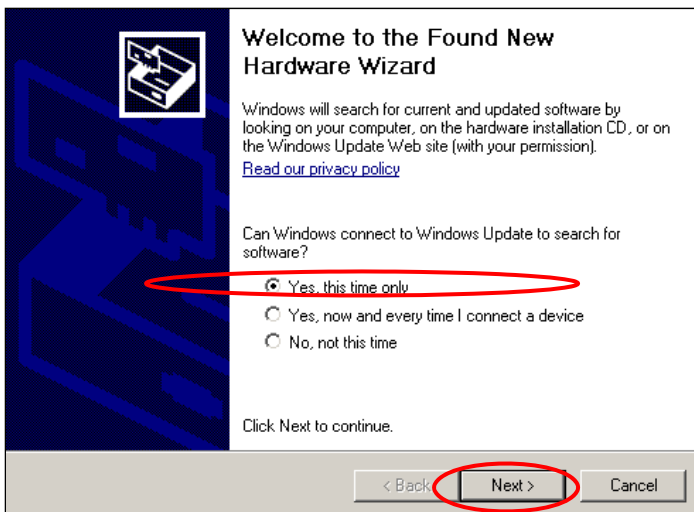 Welcome to the Found New
Hardware Wizard
Windows will search for current and updated software by
looking on your computer, on the hardware installation CD, or on
the Windows Update Web site (with your permission).
Read our privacy policy
Can Windows connect to Windows Update to search for
software?
Yes, this time only
Yes, now and every time I connect a device
No, not this time
Click Next to continue.
< Back
Next >
Cancel